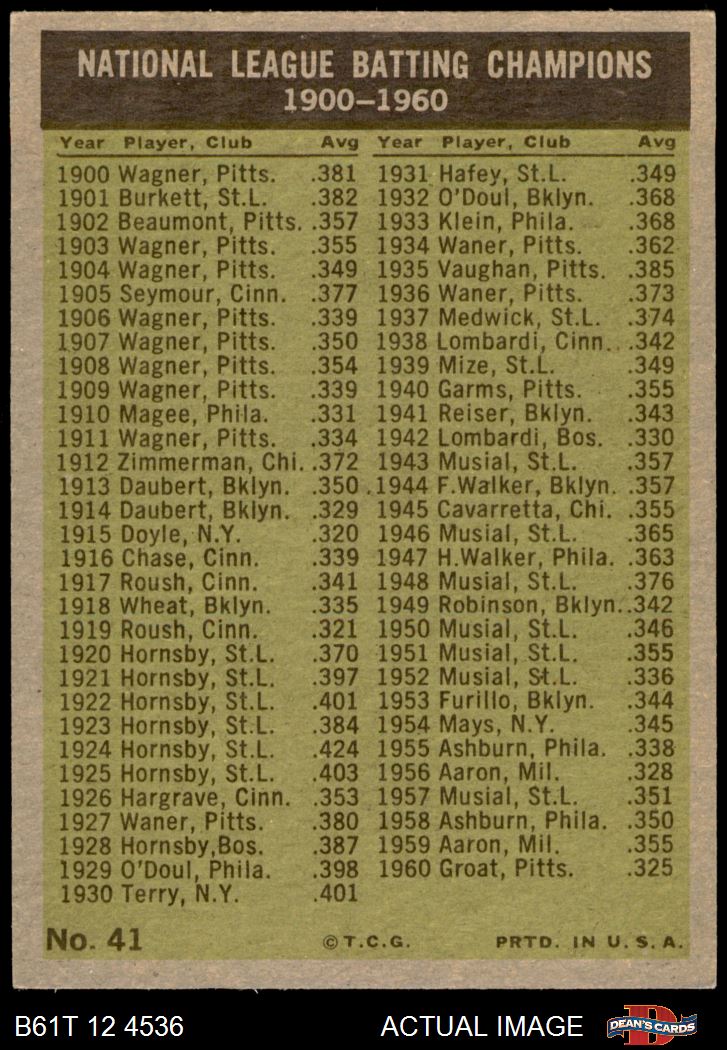 NATIONAL LEAGUE BATTING CHAMPIONS
1900–1960
Year Player, Club Avg
1900 Wagner, Pitts. .381
1901 Burkett, St.L. .382
1902 Beaumont, Pitts. .357
1903 Wagner, Pitts. .355
1904 Wagner, Pitts. .349
1905 Seymour, Cinn. .377
1906 Wagner, Pitts. .339
1907 Wagner, Pitts. .350
1908 Wagner, Pitts. .354
1909 Wagner, Pitts. .339
1910 Magee, Phila. .331
1911 Wagner, Pitts. .334
1912 Zimmerman, Chi. .372
1913 Daubert, Bklyn. .350
1914 Daubert, Bklyn. .329
1915 Doyle, N.Y. .320
1916 Chase, Cinn. .339
1917 Roush, Cinn. .341
1918 Wheat, Bklyn. .335
1919 Roush, Cinn. .321
1920 Hornsby, St.L. .370
1921 Hornsby, St.L. .397
1922 Hornsby, St.L. .401
1923 Hornsby, St.L. .384
1924 Hornsby, St.L. .424
1925 Hornsby, St.L. .403
1926 Hargrave, Cinn. .353
1927 Waner, Pitts. .380
1928 Hornsby,Bos. .387
1929 O'Doul, Phila. .398
1930 Terry, N.Y. .401
Year Player, Club Avg
1931 Hafey, St.L. .349
1932 O'Doul, Bklyn. .368
1933 Klein, Phila. .368
1934 Waner, Pitts. .362
1935 Vaughan, Pitts. .385
1936 Waner, Pitts. .373
1937 Medwick, St.L. .374
1938 Lombardi, Cinn. .342
1939 Mize, St.L. .349
1940 Garms, Pitts. .355
1941 Reiser, Bklyn. .343
1942 Lombardi, Bos. .330
1943 Musial, St.L. .357
1944 F.Walker, Bklyn. .357
1945 Cavarretta, Chi. .355
1946 Musial, St.L. .365
1947 H.Walker, Phila. .363
1948 Musial, St.L. .376
1949 Robinson, Bklyn. .342
1950 Musial, St.L. .346
1951 Musial, St.L. .355
1952 Musial, St.L. .336
1953 Furillo, Bklyn. .344
1954 Mays, N.Y. .345
1955 Ashburn, Phila. .338
1956 Aaron, Mil. .328
1957 Musial, St.L. .351
1958 Ashburn, Phila. .350
1959 Aaron, Mil. .355
1960 Groat, Pitts. .325
No. 41 © T.C.G. PRTD. IN U.S.A.
B61T 12 4536 ACTUAL IMAGE D DEAN'S CARDS